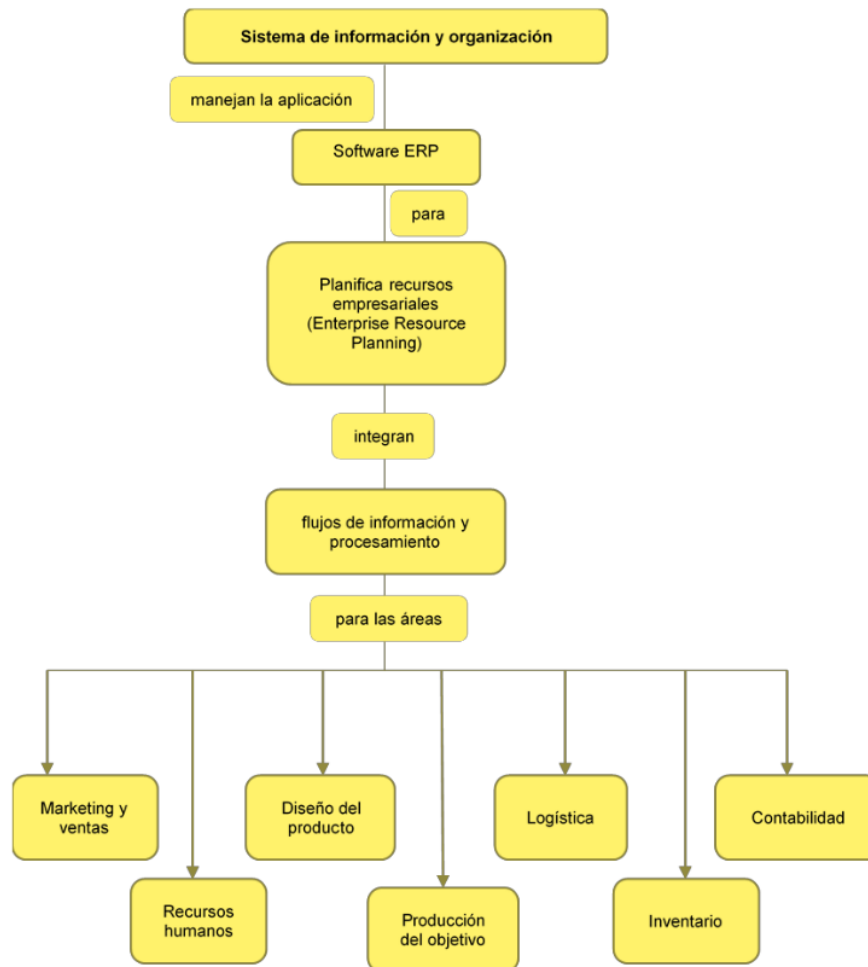 Sistema de información y organización
manejan la aplicación
Software ERP
para
Planifica recursos
empresariales
(Enterprise Resource
Planning)
integran
flujos de información y
procesamiento
para las áreas
Marketing y
ventas
Diseño del
producto
Logística
Contabilidad
Recursos
humanos
Producción
del objetivo
Inventario